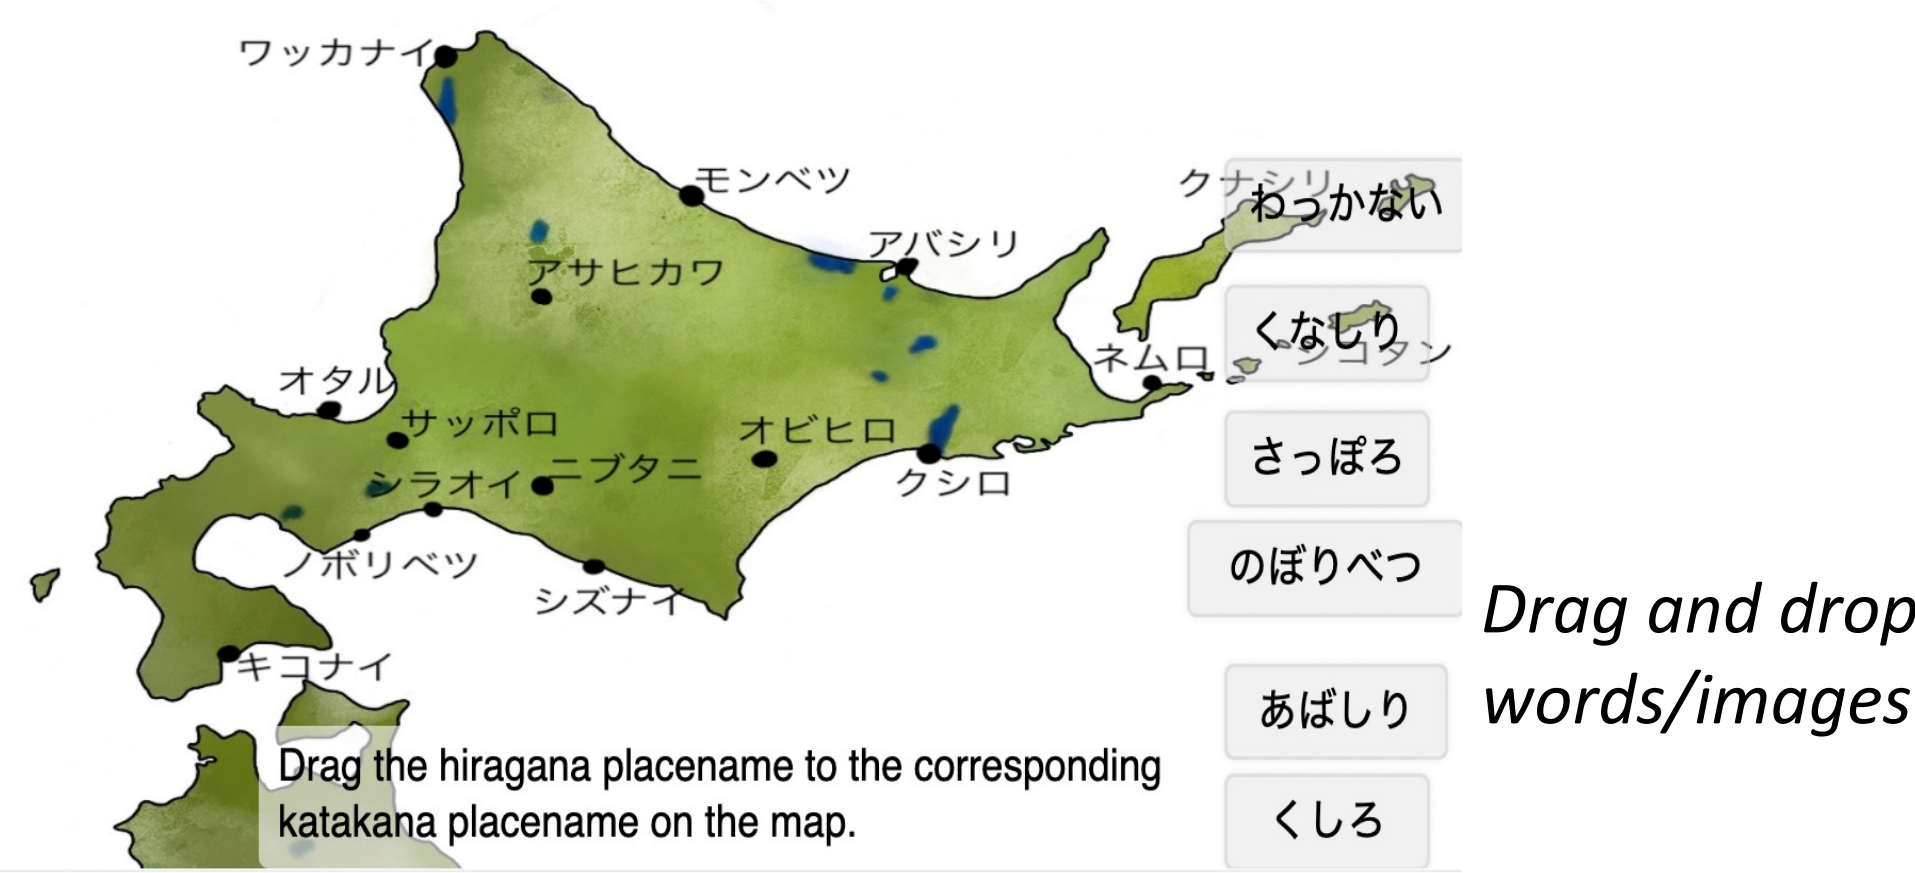 ワッカナイ
モンベツ
クナシリ
わっかない
アバシリ
アサヒカワ
くなしり
シコタン
ネムロ
オタル
サッポロ
オビヒロ
さっぽろ
ニブタニ
シラオイ
クシロ
ノボリベツ
のぼりべつ
シズナイ
キコナイ
あばしり
くしろ
Drag the hiragana placename to the corresponding
katakana placename on the map.
Drag and drop
words/images